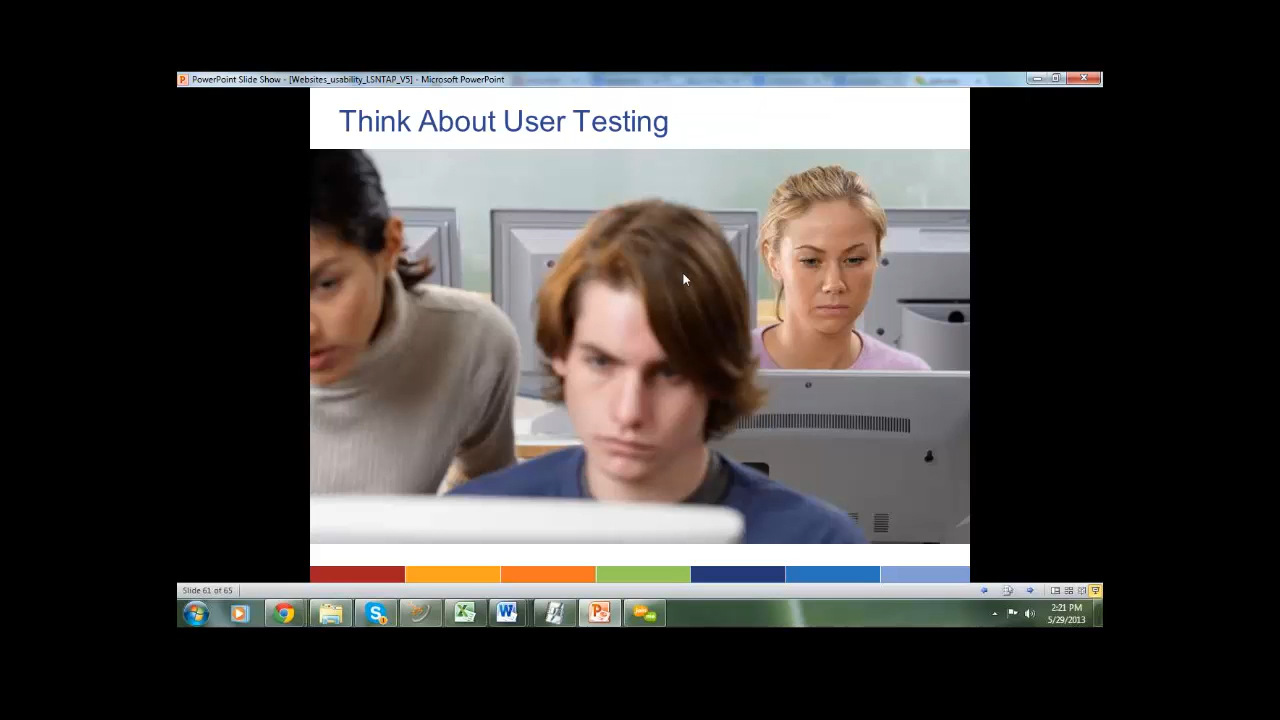 PowerPoint Slide Show - [Websites_usability_LSNTAP_V5] - Microsoft PowerPoint
Think About User Testing
Slide 61 of 65
2:21 PM
5/29/2013